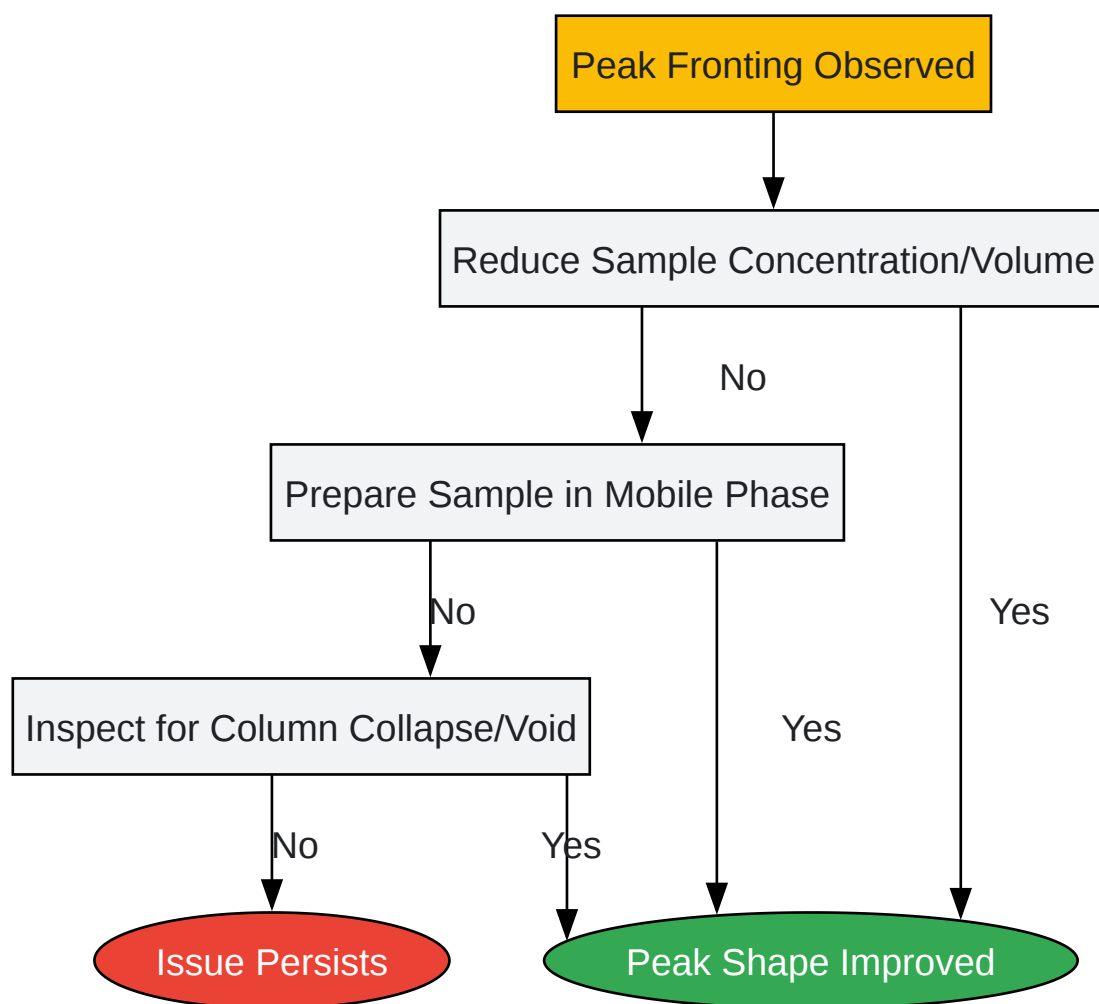 Peak Fronting Observed
Reduce Sample Concentration/Volume
No
Prepare Sample in Mobile Phase
No
Yes
Inspect for Column Collapse/Void
Yes
No
Yes
Issue Persists
Peak Shape Improved